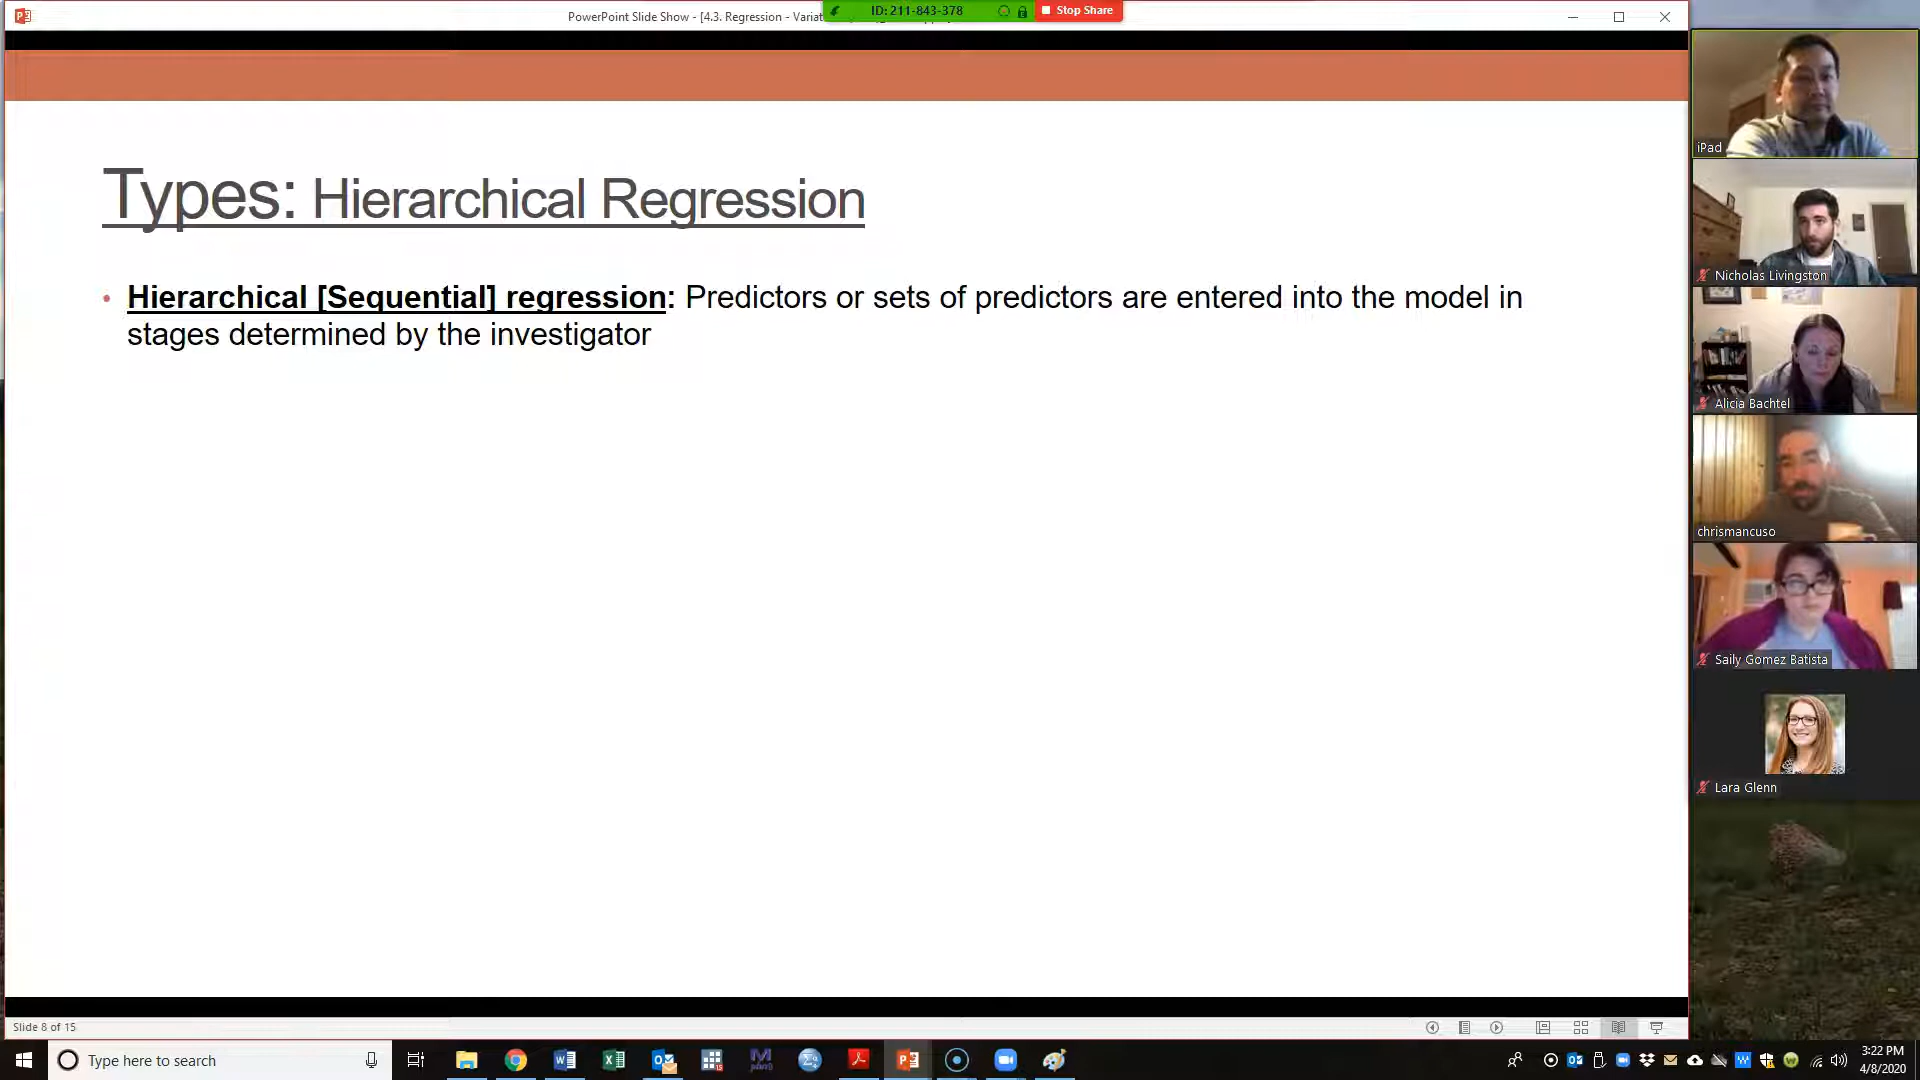 PowerPoint Slide Show - [4.3. Regression - Variat
ID: 211-843-378
Stop Share
Types: Hierarchical Regression
• Hierarchical [Sequential] regression: Predictors or sets of predictors are entered into the model in
stages determined by the investigator
iPad
Nicholas Livingston
Alicia Bachtel
chrismancuso
Saily Gomez Batista
Lara Glenn
Slide 8 of 15
Type here to search
3:22 PM
4/8/2020